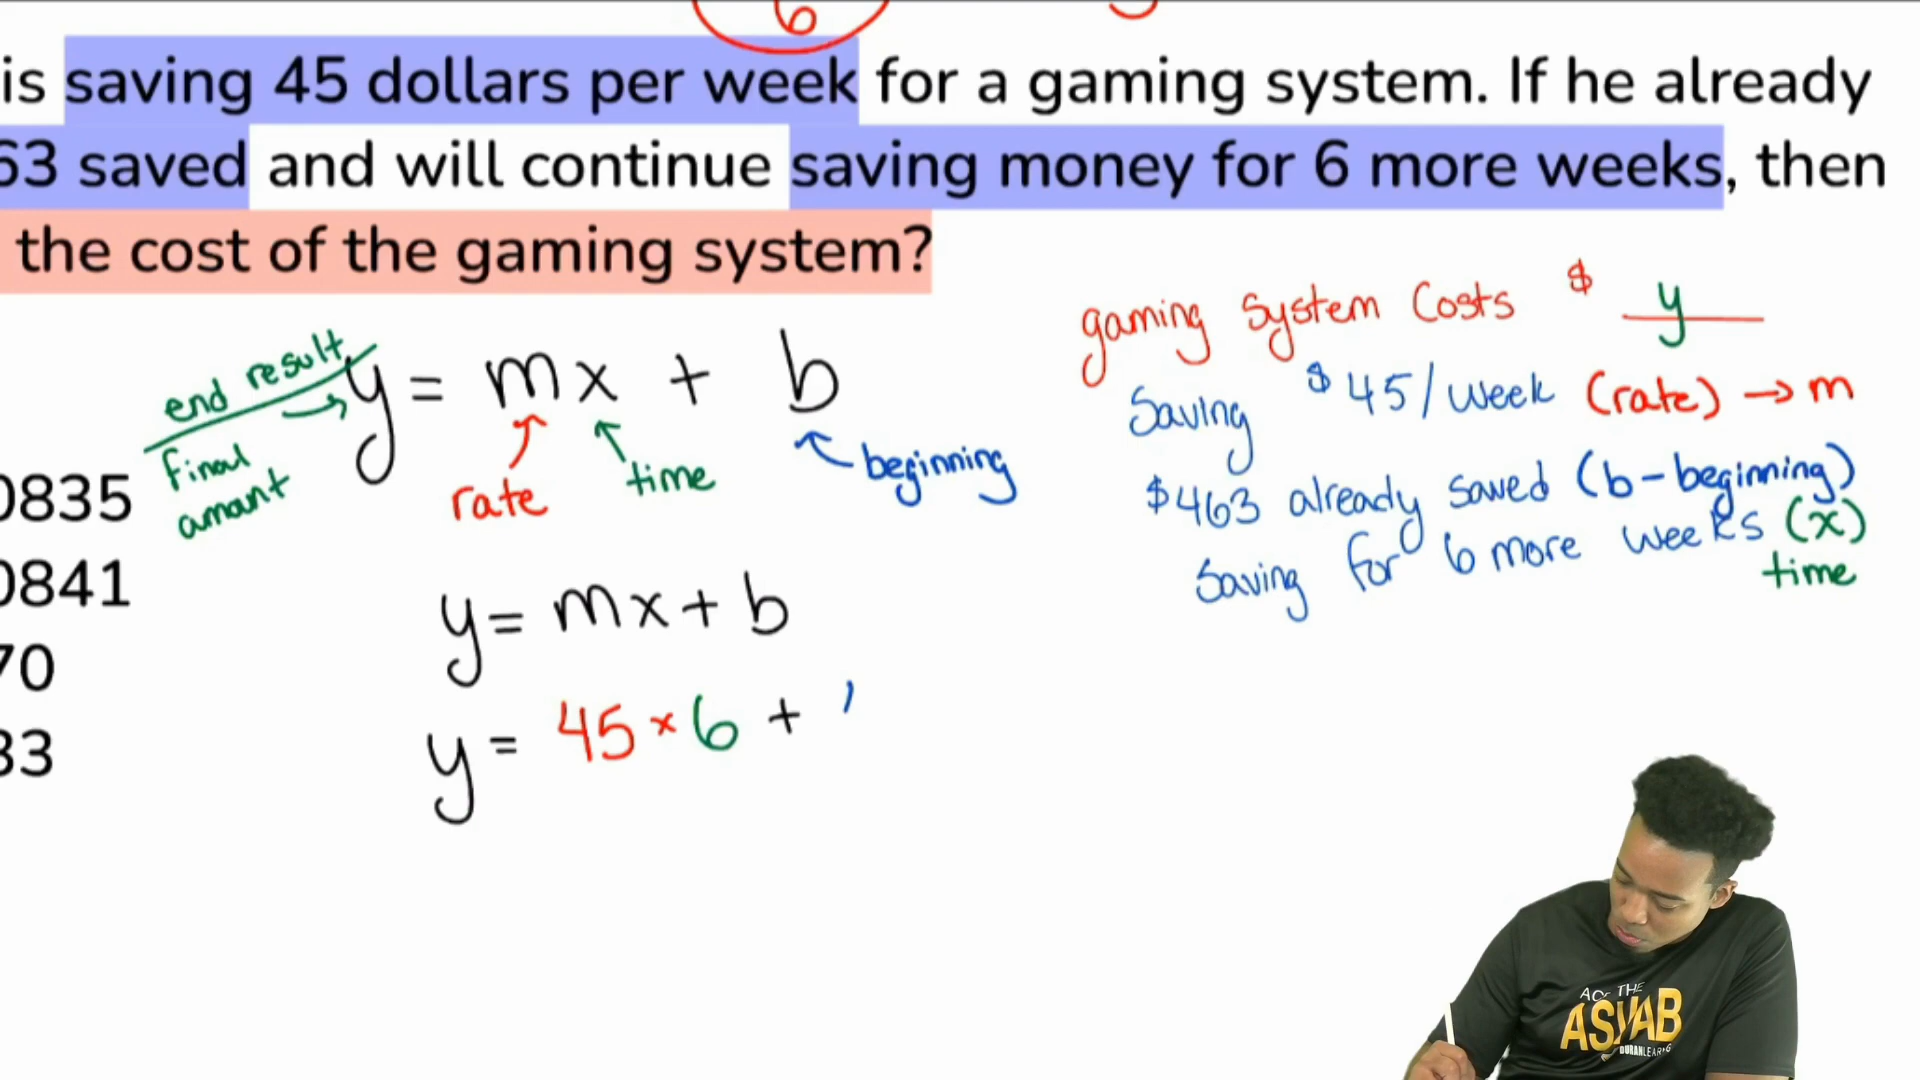 6
is saving 45 dollars per week for a gaming system. If he already
63 saved and will continue saving money for 6 more weeks, then
the cost of the gaming system?
gaming system costs $ y
end result
y = mx + b
Saving $45/week (rate) → m
Final
amant
rate
time
beginning
$463 already saved (b-beginning)
Saving for 6 more weeks (x)
time
0835
0841
70
33
y = mx + b
y = 45 × 6 +
ACE THE
ASVAB
DURANLEARNING